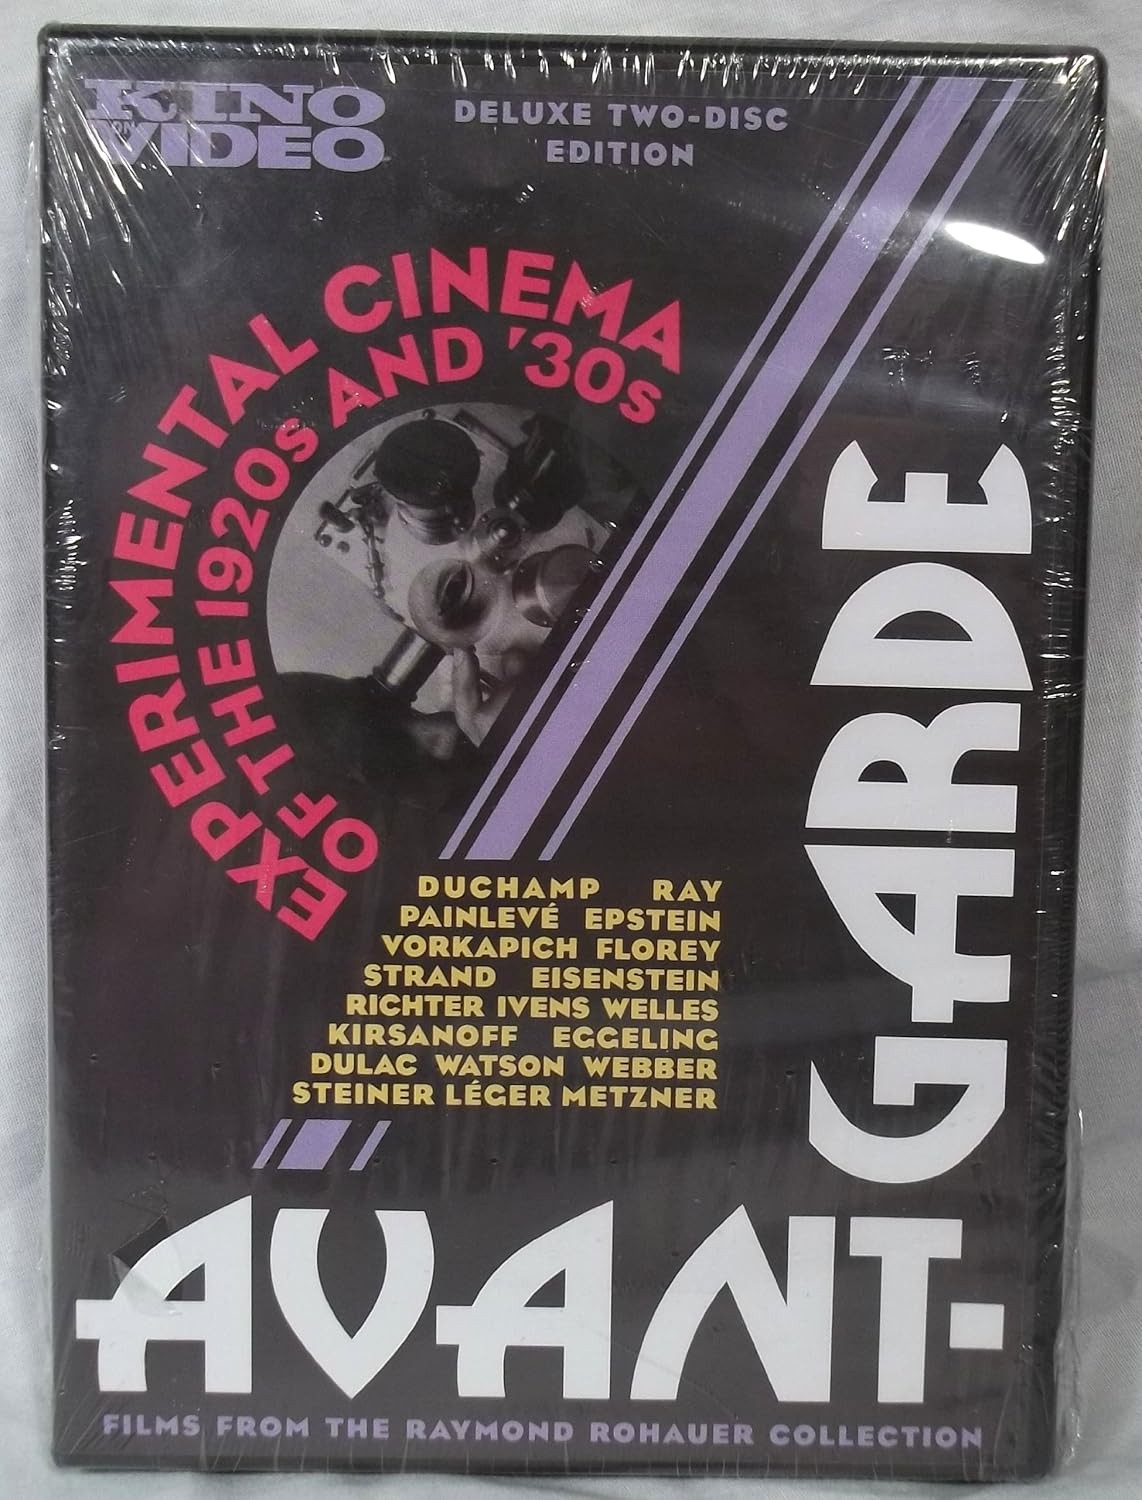 KINO
ON
VIDEO
DELUXE TWO-DISC
EDITION
EXPERIMENTAL CINEMA
OF THE 1920s AND '30s
DUCHAMP RAY
PAINLEVÉ EPSTEIN
VORKAPICH FLOREY
STRAND EISENSTEIN
RICHTER IVENS WELLES
KIRSANOFF EGGELING
DULAC WATSON WEBBER
STEINER LÉGER METZNER
AVANT-
GARDE
FILMS FROM THE RAYMOND ROHAUER COLLECTION